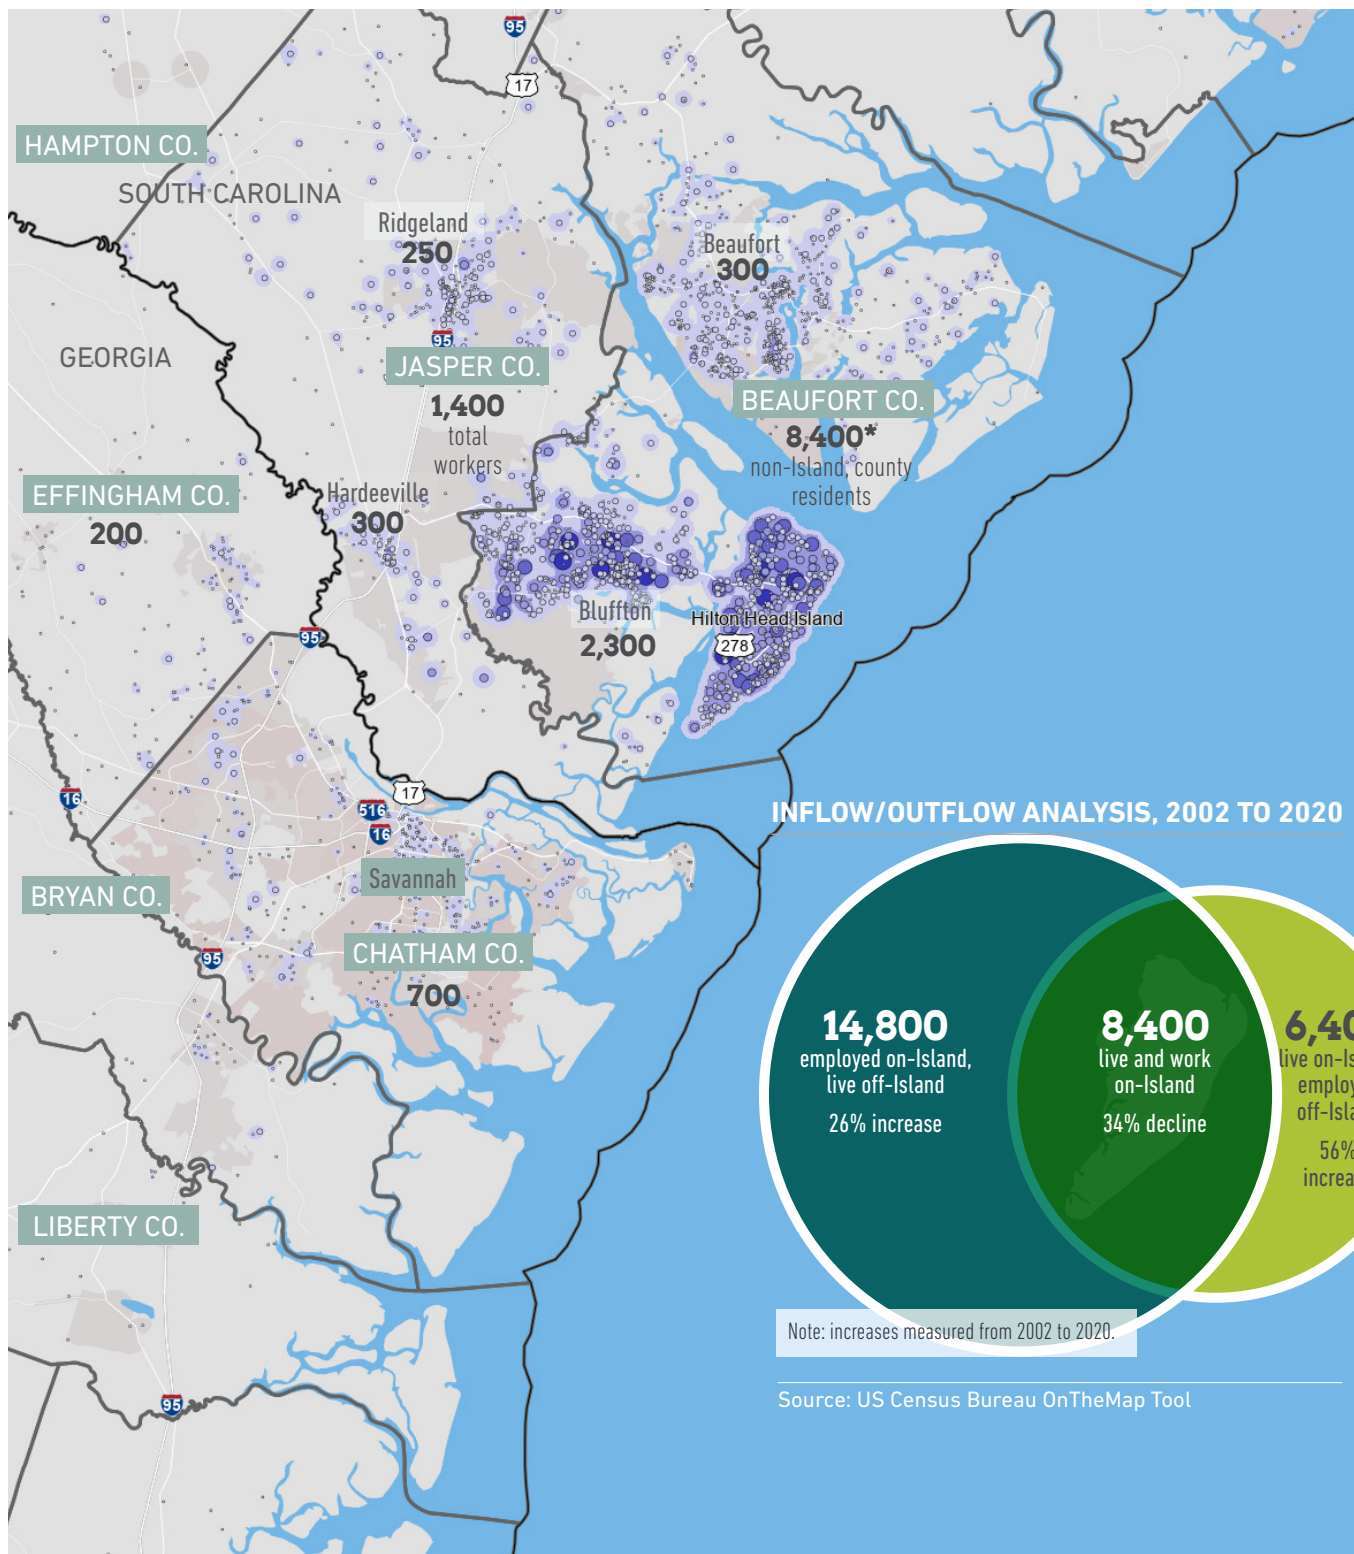 95
17
HAMPTON CO.
SOUTH CAROLINA
Ridgeland
250
Beaufort
300
95
GEORGIA
JASPER CO.
1,400
total
workers
BEAUFORT CO.
8,400*
non-Island, county
residents
EFFINGHAM CO.
200
Hardeeville
300
Bluffton
2,300
Hilton Head Island
278
95
16
17
516
16
INFLOW/OUTFLOW ANALYSIS, 2002 TO 2020
Savannah
BRYAN CO.
95
CHATHAM CO.
700
14,800
employed on-Island,
live off-Island
26% increase
8,400
live and work
on-Island
34% decline
live
56%
LIBERTY CO.
Note: increases measured from 2002 to 2020.
95
Source: US Census Bureau OnTheMap Tool